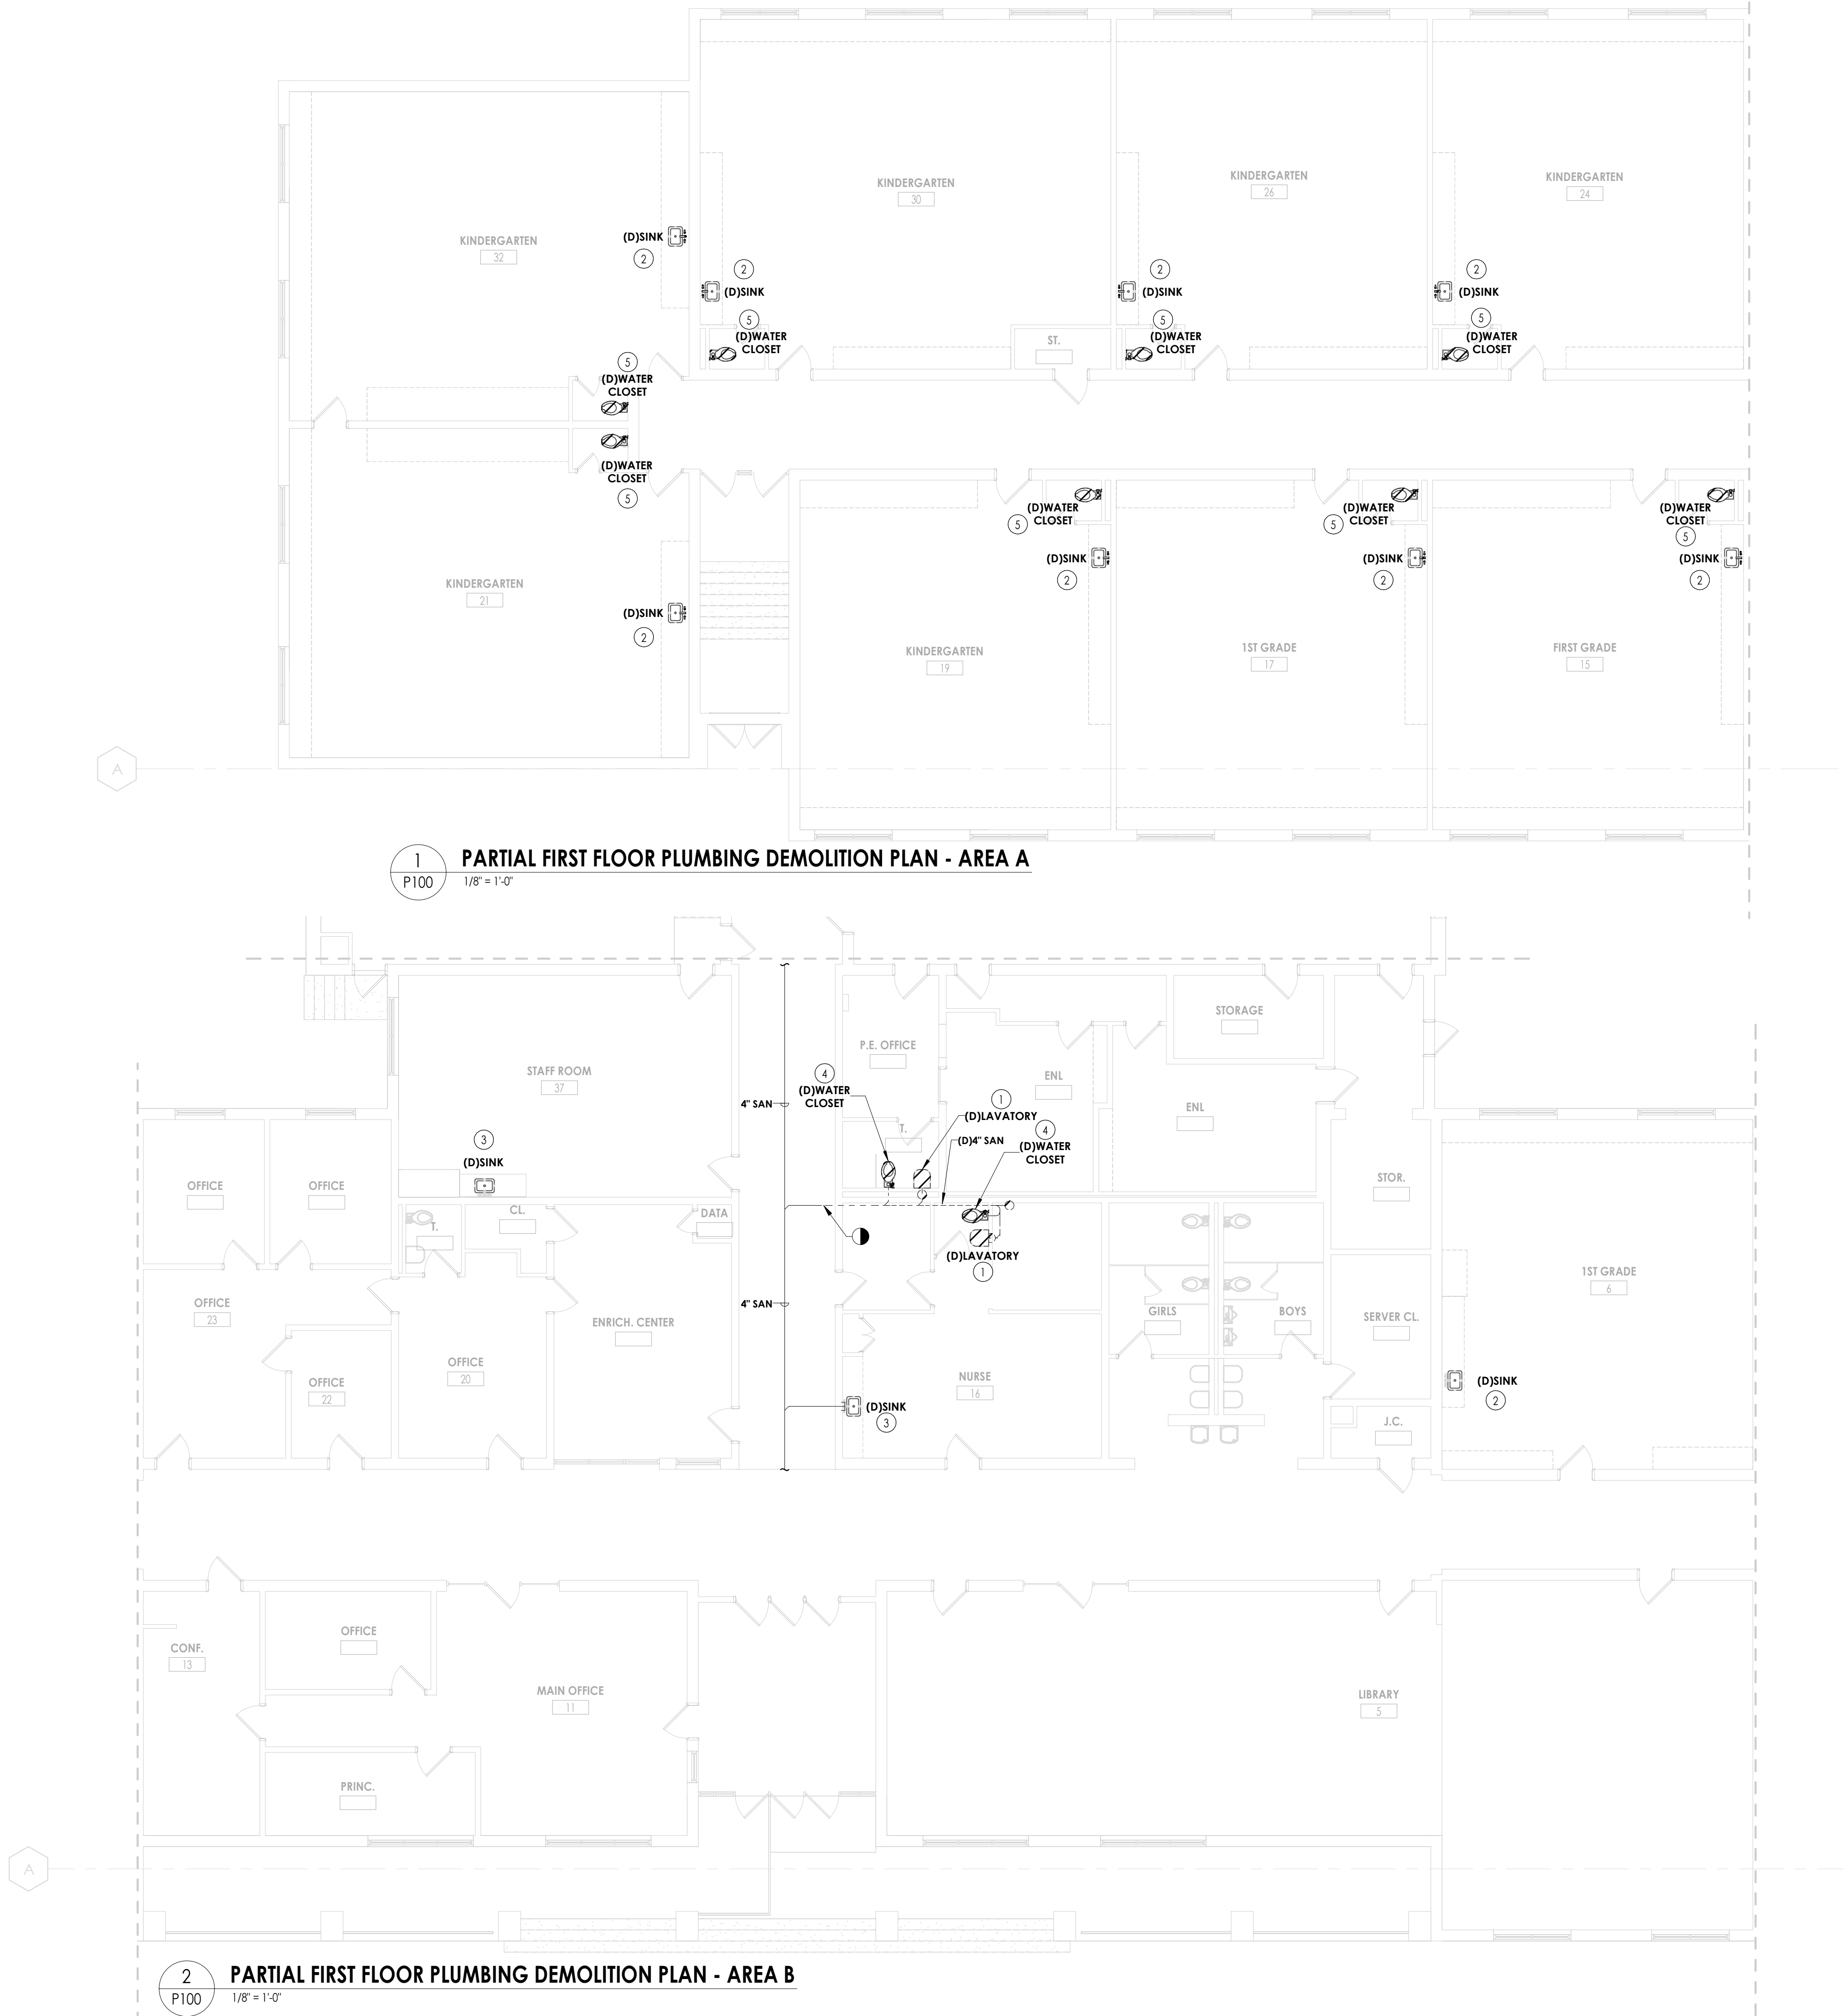 KINDERGARTEN
30
KINDERGARTEN
26
KINDERGARTEN
24
KINDERGARTEN
32
(D)SINK
2
2
(D)SINK
5
(D)WATER
CLOSET
2
(D)SINK
5
(D)WATER
CLOSET
2
(D)SINK
5
(D)WATER
CLOSET
ST.
5
(D)WATER
CLOSET
(D)WATER
CLOSET
5
(D)WATER
CLOSET
5
(D)SINK
2
(D)WATER
CLOSET
5
(D)SINK
2
(D)WATER
CLOSET
5
(D)SINK
2
KINDERGARTEN
21
(D)SINK
2
KINDERGARTEN
19
1ST GRADE
17
FIRST GRADE
15
A
1
P100
PARTIAL FIRST FLOOR PLUMBING DEMOLITION PLAN - AREA A
1/8" = 1'-0"
STAFF ROOM
37
P.E. OFFICE
STORAGE
ENL
ENL
4" SAN
4
(D)WATER
CLOSET
1
(D)LAVATORY
T.
(D)4" SAN
4
(D)WATER
CLOSET
3
(D)SINK
OFFICE
OFFICE
STOR.
T.
CL.
DATA
(D)LAVATORY
1
1ST GRADE
6
OFFICE
23
4" SAN
ENRICH. CENTER
GIRLS
BOYS
SERVER CL.
OFFICE
20
OFFICE
22
NURSE
16
(D)SINK
3
(D)SINK
2
J.C.
CONF.
13
OFFICE
MAIN OFFICE
11
LIBRARY
5
PRINC.
A
2
P100
PARTIAL FIRST FLOOR PLUMBING DEMOLITION PLAN - AREA B
1/8" = 1'-0"